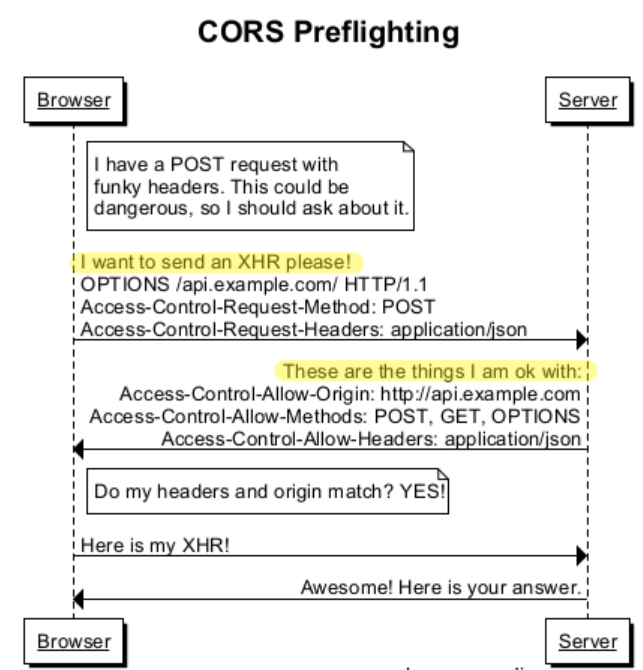 CORS Preflighting
Browser
Server
I have a POST request with
funky headers. This could be
dangerous, so I should ask about it.
I want to send an XHR please!
OPTIONS /api.example.com/ HTTP/1.1
Access-Control-Request-Method: POST
Access-Control-Request-Headers: application/json
These are the things I am ok with:
Access-Control-Allow-Origin: http://api.example.com
Access-Control-Allow-Methods: POST, GET, OPTIONS
Access-Control-Allow-Headers: application/json
Do my headers and origin match? YES!
Here is my XHR!
Awesome! Here is your answer.
Browser
Server